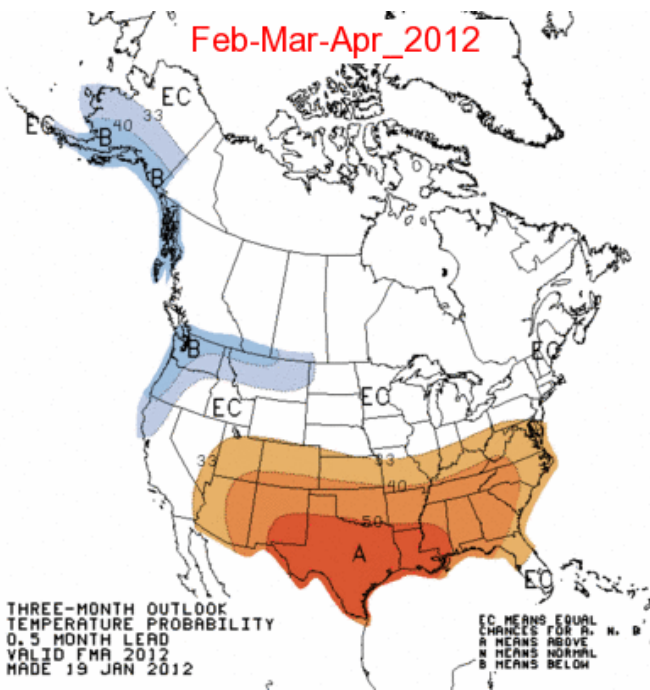 Feb-Mar-Apr_2012
EC
33
EC
40
B
B
B
EC
EC
EC
33
33
40
50
A
EC
THREE-MONTH OUTLOOK
TEMPERATURE PROBABILITY
0.5 MONTH LEAD
VALID FMA 2012
MADE 19 JAN 2012
EC MEANS EQUAL
CHANCES FOR A, N, B
A MEANS ABOVE
N MEANS NORMAL
B MEANS BELOW